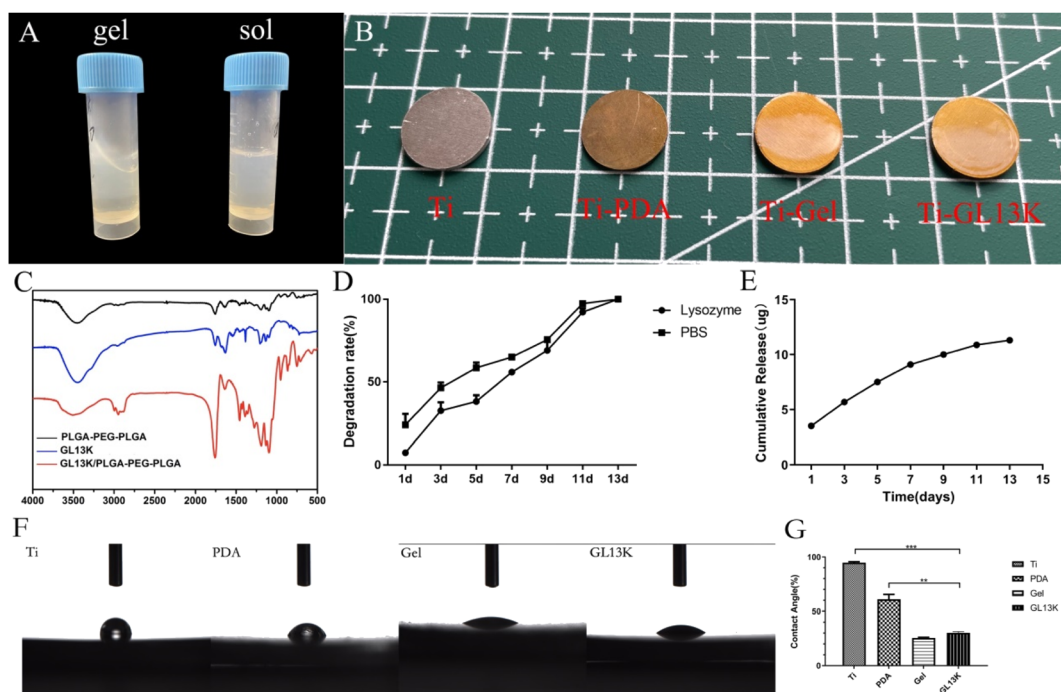 A
gel
sol
B
Ti
Ti-PDA
Ti-Gel
Ti-GL13K
C
PLGA-PEG-PLGA
GL13K
GL13K/PLGA-PEG-PLGA
4000 3500 3000 2500 2000 1500 1000 500
D
Degradation rate(%)
100
50
0
1d 3d 5d 7d 9d 11d 13d
Lysozyme
PBS
E
Cumulative Release(ug)
15
10
5
0
1 3 5 7 9 11 13 15
Time(days)
F
Ti
PDA
Gel
GL13K
G
Contact Angle(%)
100
50
0
***
**
Ti
PDA
Gel
GL13K
Ti
PDA
Gel
GL13K